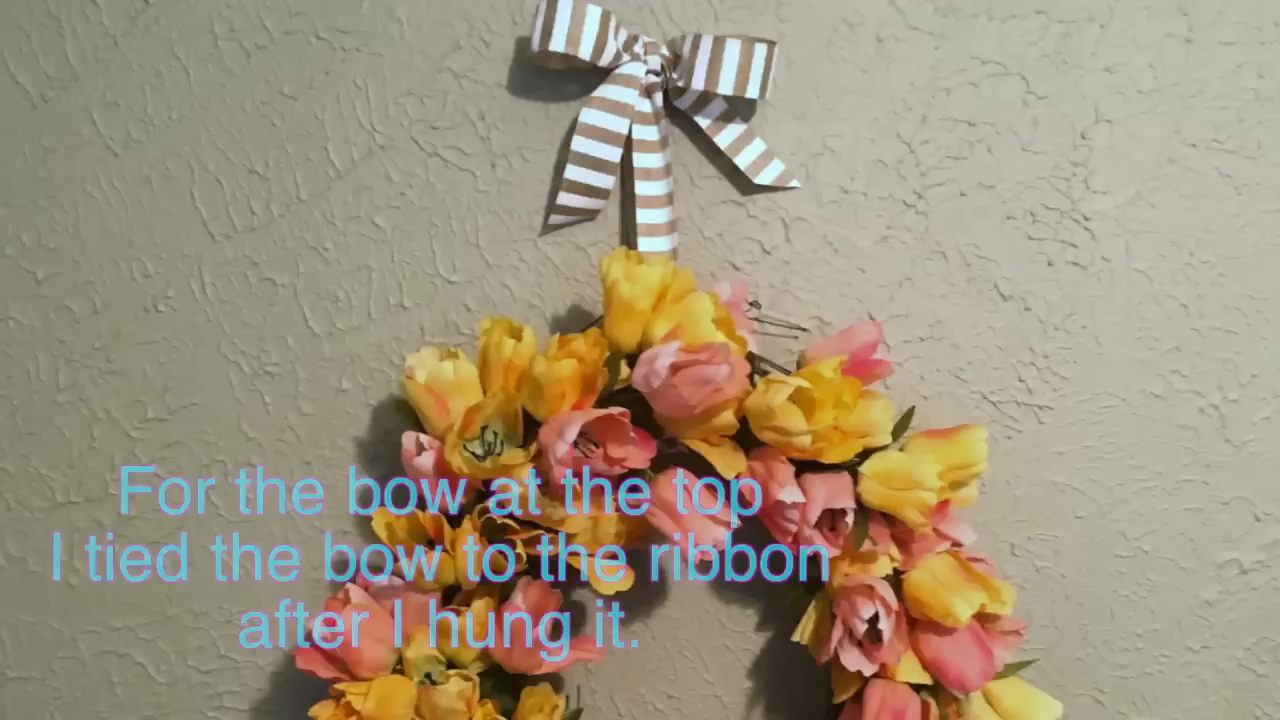 For the bow at the top
I tied the bow to the ribbon
after I hung it.